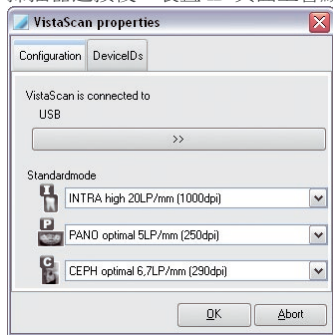 VistaScan properties
Configuration DeviceIDs
VistaScan is connected to
USB
>>
Standardmode
I
INTRA high 20LP/mm (1000dpi)
P
PANO optimal 5LP/mm (250dpi)
C
CEPH optimal 6,7LP/mm (290dpi)
OK Abort